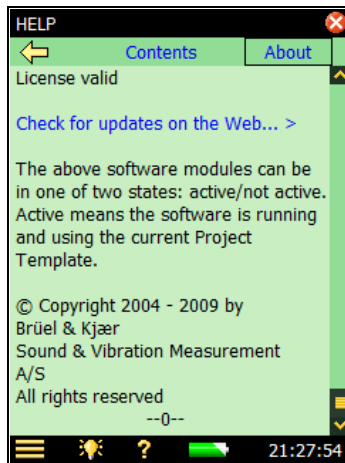 HELP
Contents
About
License valid
Check for updates on the Web... >
The above software modules can be
in one of two states: active/not active.
Active means the software is running
and using the current Project
Template.
© Copyright 2004 - 2009 by
Brüel & Kjær
Sound & Vibration Measurement
A/S
All rights reserved
--0--
? 21:27:54